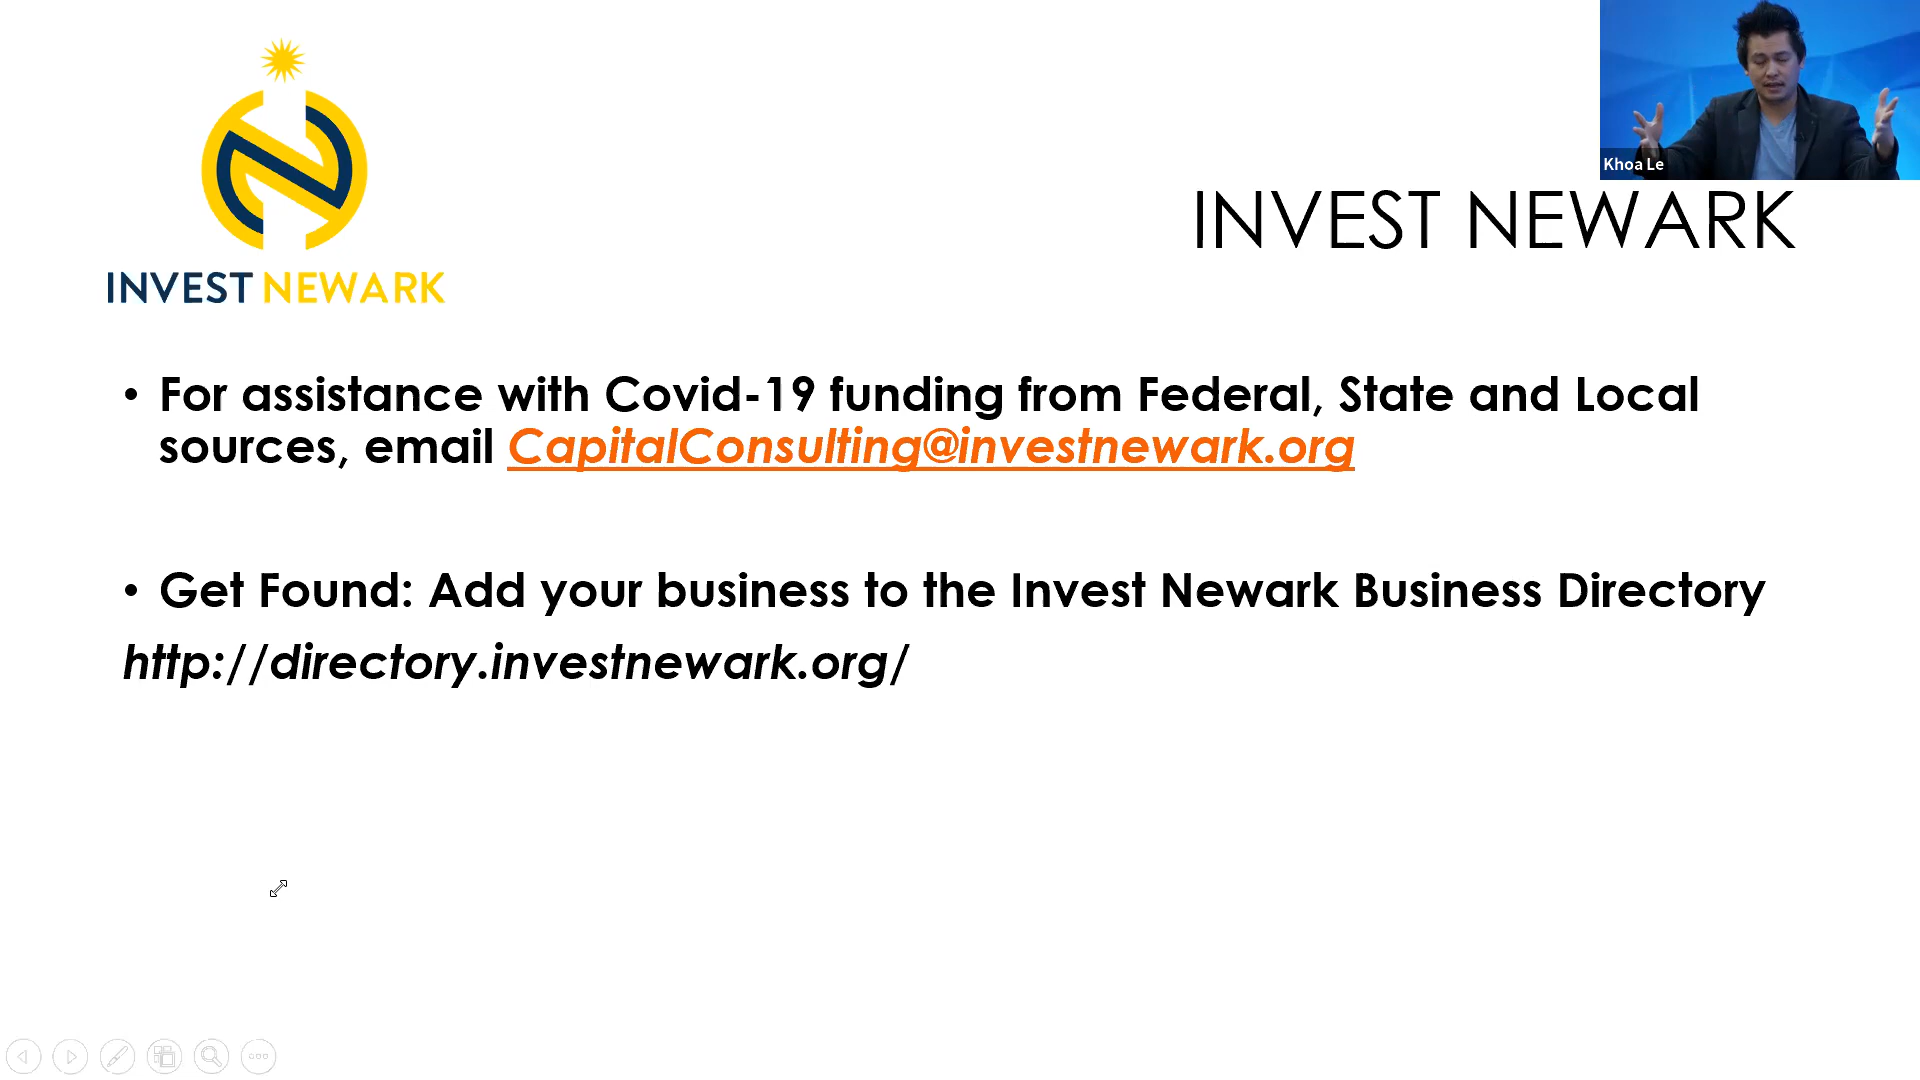 Khoa Le
INVEST NEWARK
INVEST NEWARK
• For assistance with Covid-19 funding from Federal, State and Local
sources, email CapitalConsulting@investnewark.org
• Get Found: Add your business to the Invest Newark Business Directory
http://directory.investnewark.org/